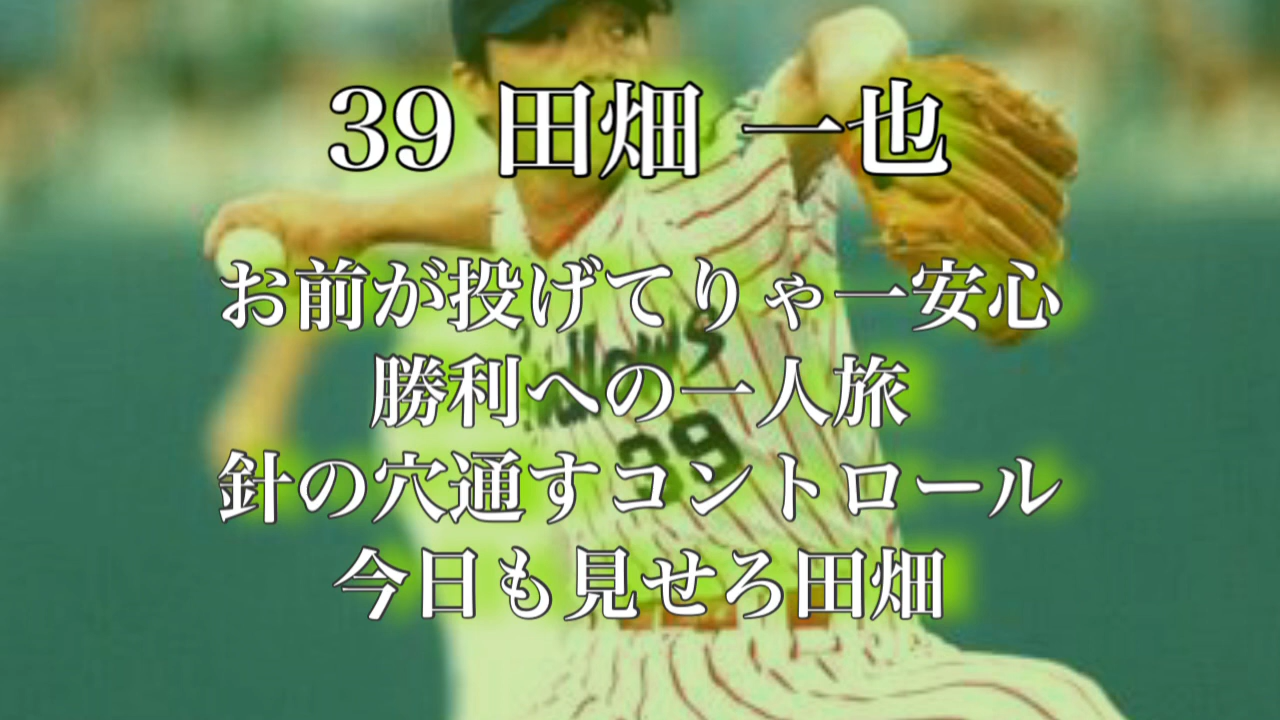 39 田畑 一也
お前が投げてりゃ一安心
勝利への一人旅
針の穴通すコントロール
今日も見せろ田畑
39